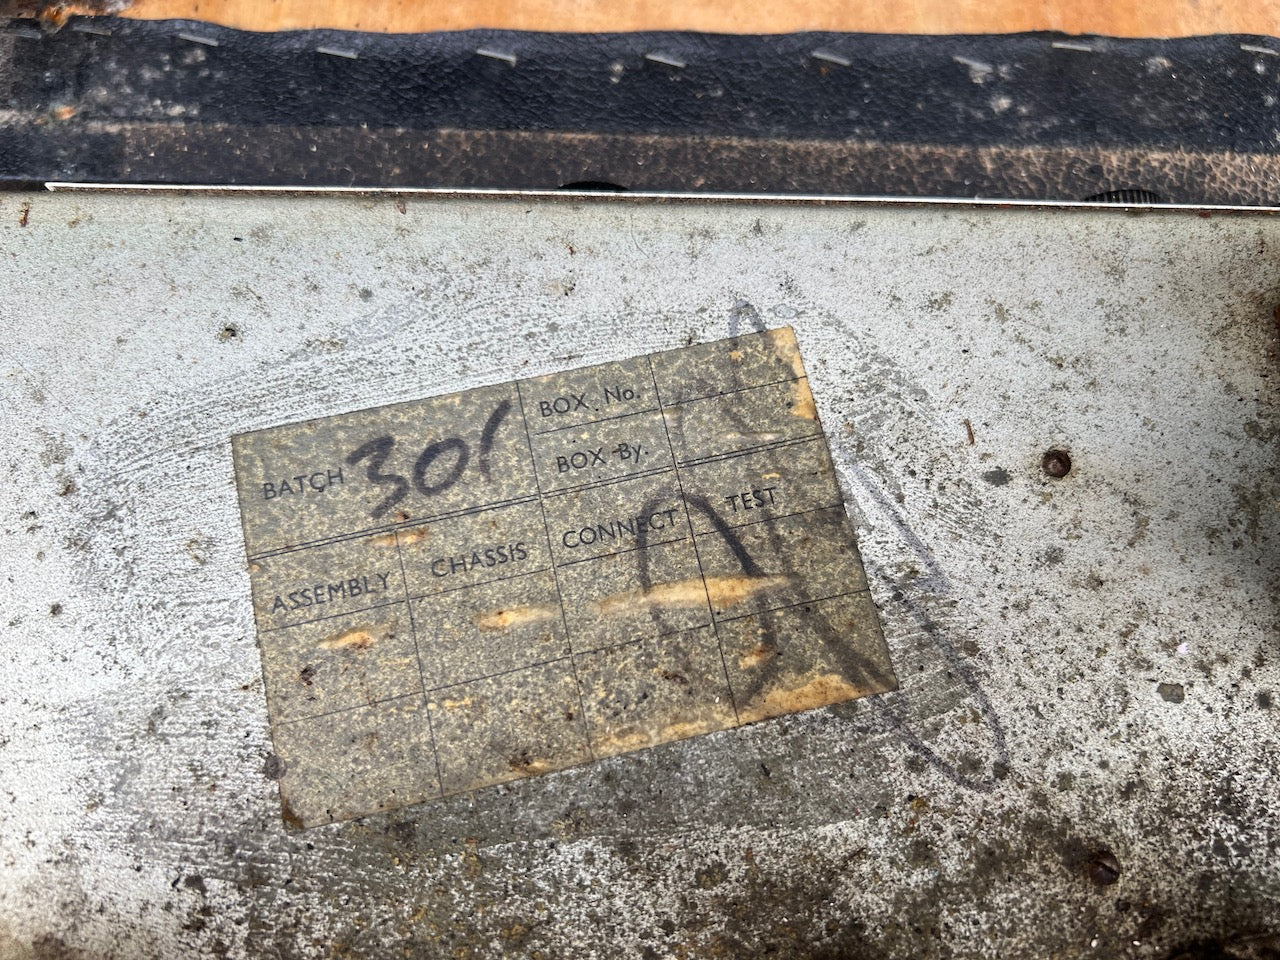 BATCH 301
BOX No.
BOX By.
ASSEMBLY CHASSIS CONNECT TEST